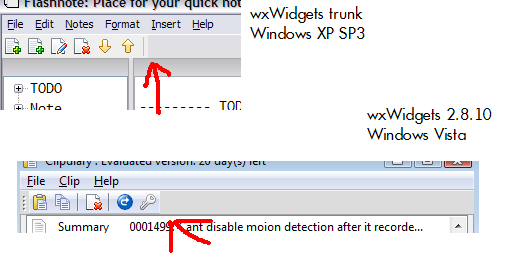 Flashnote: Place for your quick not
File Edit Notes Format Insert Help
TODO
Note
TOD
wxWidgets trunk
Windows XP SP3
wxWidgets 2.8.10
Windows Vista
Clipdiary : Evaluated version: 20 day(s) left
File Clip Help
Summary 0001499: Cant disable moion detection after it recorde...